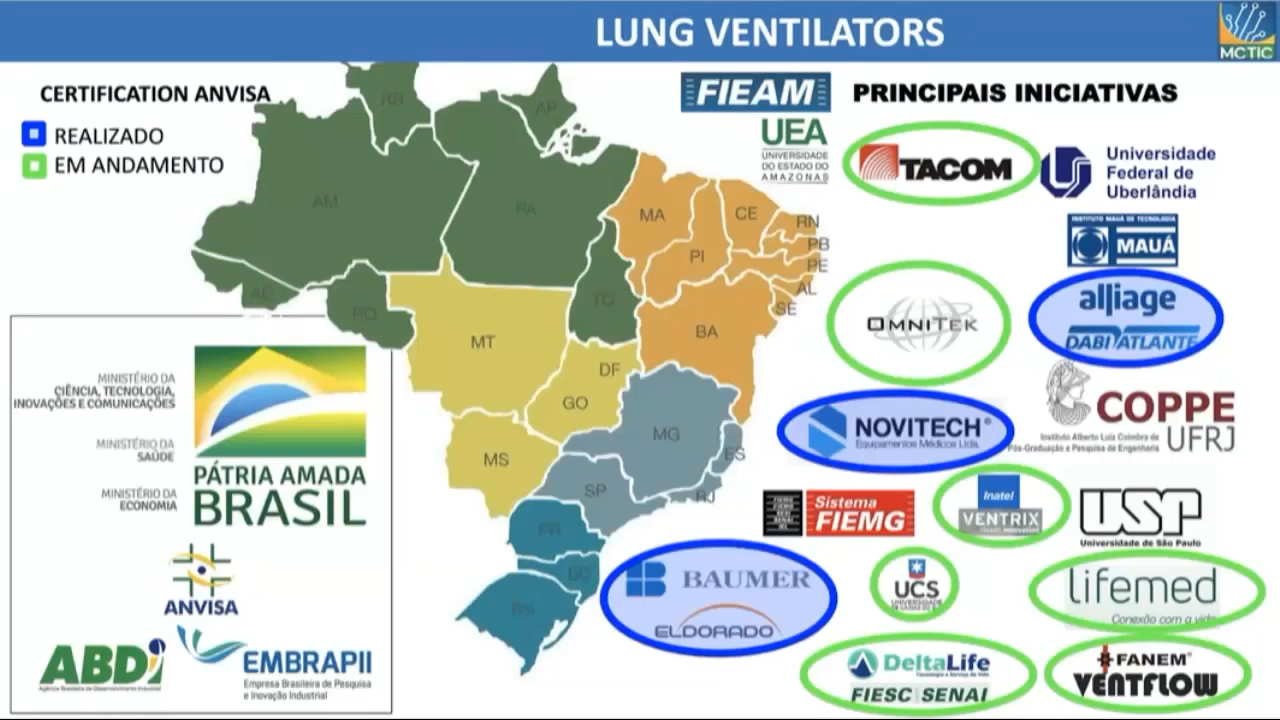 LUNG VENTILATORS
MCTIC
CERTIFICATION ANVISA
REALIZADO
EM ANDAMENTO
FIEAM
PRINCIPAIS INICIATIVAS
UEA
UNIVERSIDADE
DO ESTADO DO
AMAZONAS
TACOM
Universidade
Federal de
Uberlândia
INSTITUTO MAUÁ DE TECNOLOGIA
MAUÁ
RR
AP
AM
PA
MA
CE
RN
PB
PI
PE
AL
SE
AC
RO
TO
BA
MT
DF
GO
MG
ES
MS
SP
RJ
PR
SC
RS
OMNITEK
alliage
DABI ATLANTE
NOVITECH®
Equipamentos Médicos Ltda.
COPPE
UFRJ
Instituto Alberto Luiz Coimbra de
Pós-Graduação e Pesquisa de Engenharia
Sistema
FIEMG
Inatel
VENTRIX
USP
Universidade de São Paulo
BAUMER
ELDORADO
UCS
lifemed
Conexão com a vida
DeltaLife
Tecnologia a Serviço da Vida
FIESC SENAI
FANEM®
VENTFLOW
MINISTÉRIO DA
CIÊNCIA, TECNOLOGIA,
INOVAÇÕES E COMUNICAÇÕES
MINISTÉRIO DA
SAÚDE
MINISTÉRIO DA
ECONOMIA
PÁTRIA AMADA
BRASIL
ANVISA
ABDI
Agência Brasileira de Desenvolvimento Industrial
EMBRAPII
Empresa Brasileira de Pesquisa
e Inovação Industrial